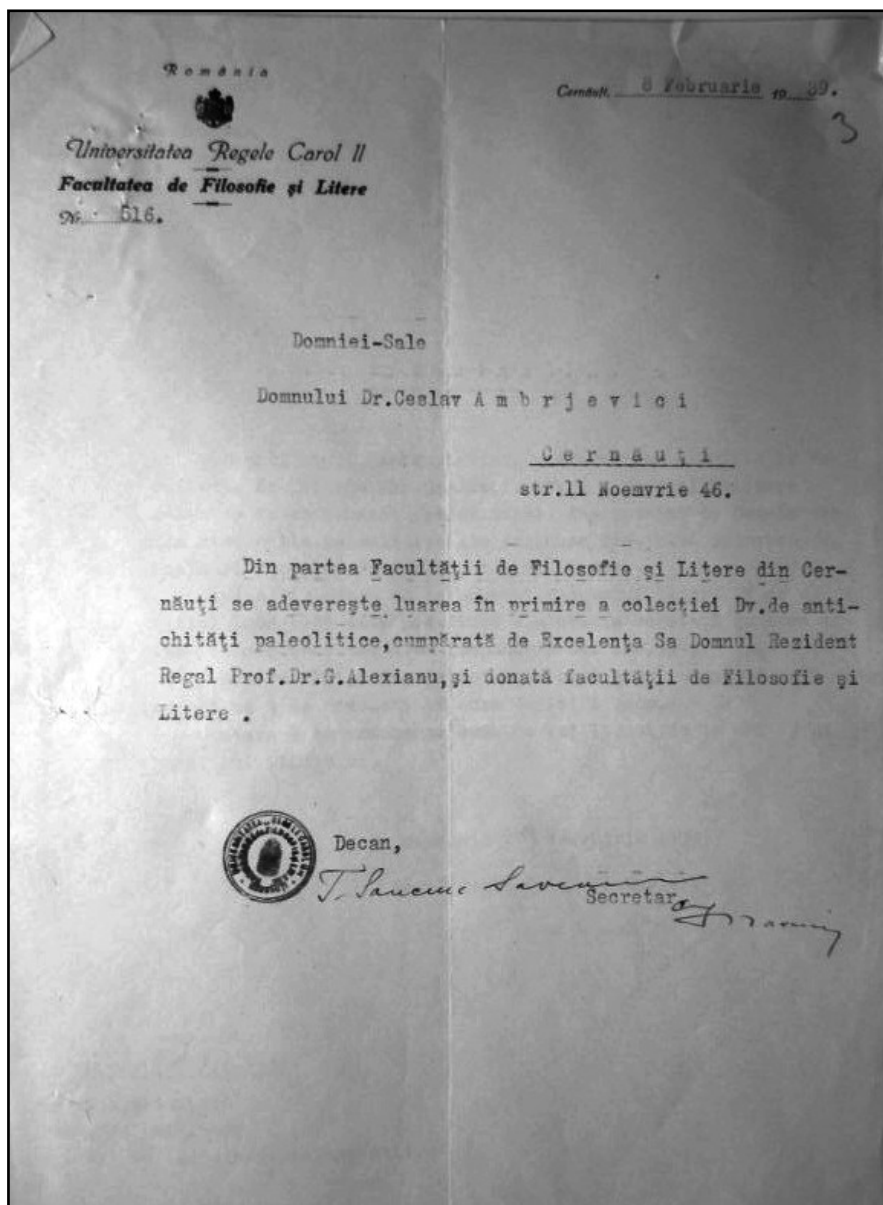 România
Cernăuți, 8 Februarie 1939.
3
Universitatea Regele Carol II
Facultatea de Filosofie și Litere
No. 516.
Domniei-Sale
Domnului Dr.Ceslav A m b r j e v i c i
C e r n ă u ţ i
str.11 Noemvrie 46.
Din partea Facultăţii de Filosofie şi Litere din Cer-
năuţi se adevereşte luarea în primire a colecţiei Dv.de anti-
chităţi paleolitice,cumpărată de Excelenţa Sa Domnul Rezident
Regal Prof.Dr.G.Alexianu,şi donată facultăţii de Filosofie şi
Litere .
Decan,
Secretar